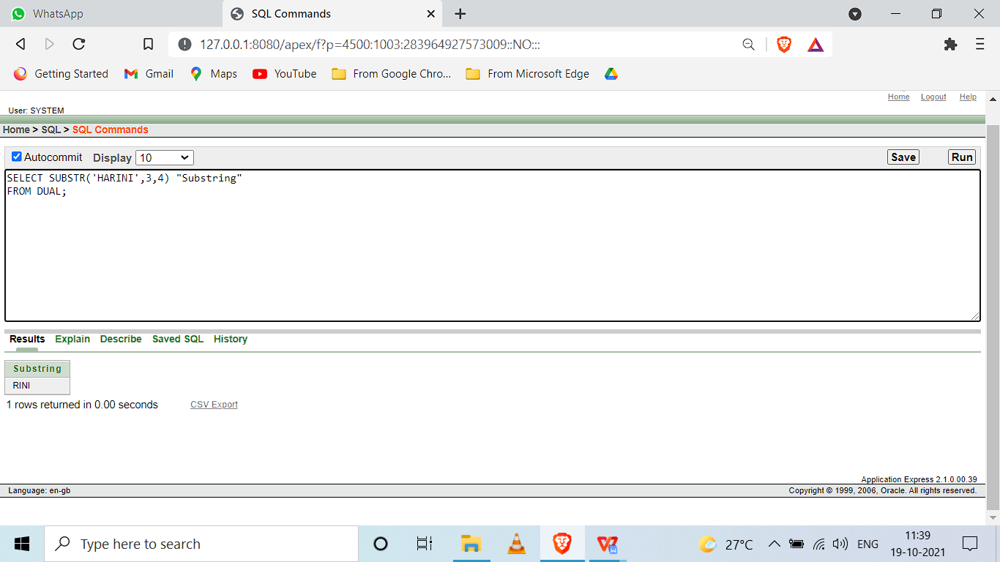 WhatsApp
SQL Commands
127.0.0.1:8080/apex/f?p=4500:1003:283964927573009::NO:::
Getting Started Gmail Maps YouTube From Google Chro... From Microsoft Edge
Home Logout Help
User: SYSTEM
Home > SQL > SQL Commands
Autocommit Display 10 Save Run
SELECT SUBSTR('HARINI',3,4) "Substring"
FROM DUAL;
Results Explain Describe Saved SQL History
Substring
RINI
1 rows returned in 0.00 seconds CSV Export
Application Express 2.1.0.00.39
Language: en-gb Copyright © 1999, 2006, Oracle. All rights reserved.
Type here to search 27°C ENG 11:39
19-10-2021